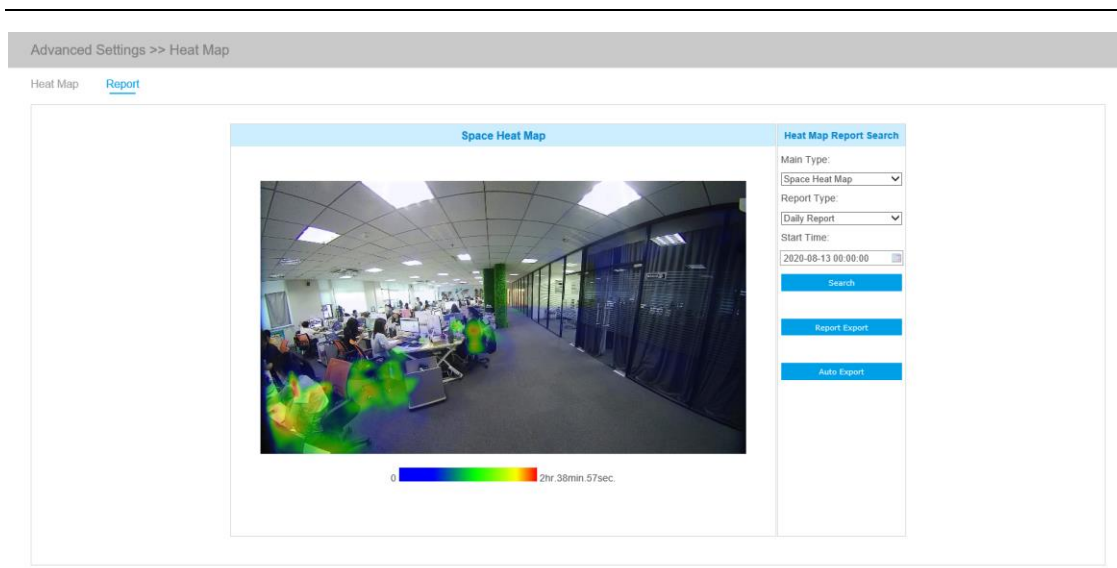 Advanced Settings >> Heat Map
Heat Map Report
Space Heat Map
Heat Map Report Search
Main Type:
Space Heat Map
Report Type:
Daily Report
Start Time:
2020-08-13 00:00:00
Search
Report Export
Auto Export
0 2hr.38min.57sec.